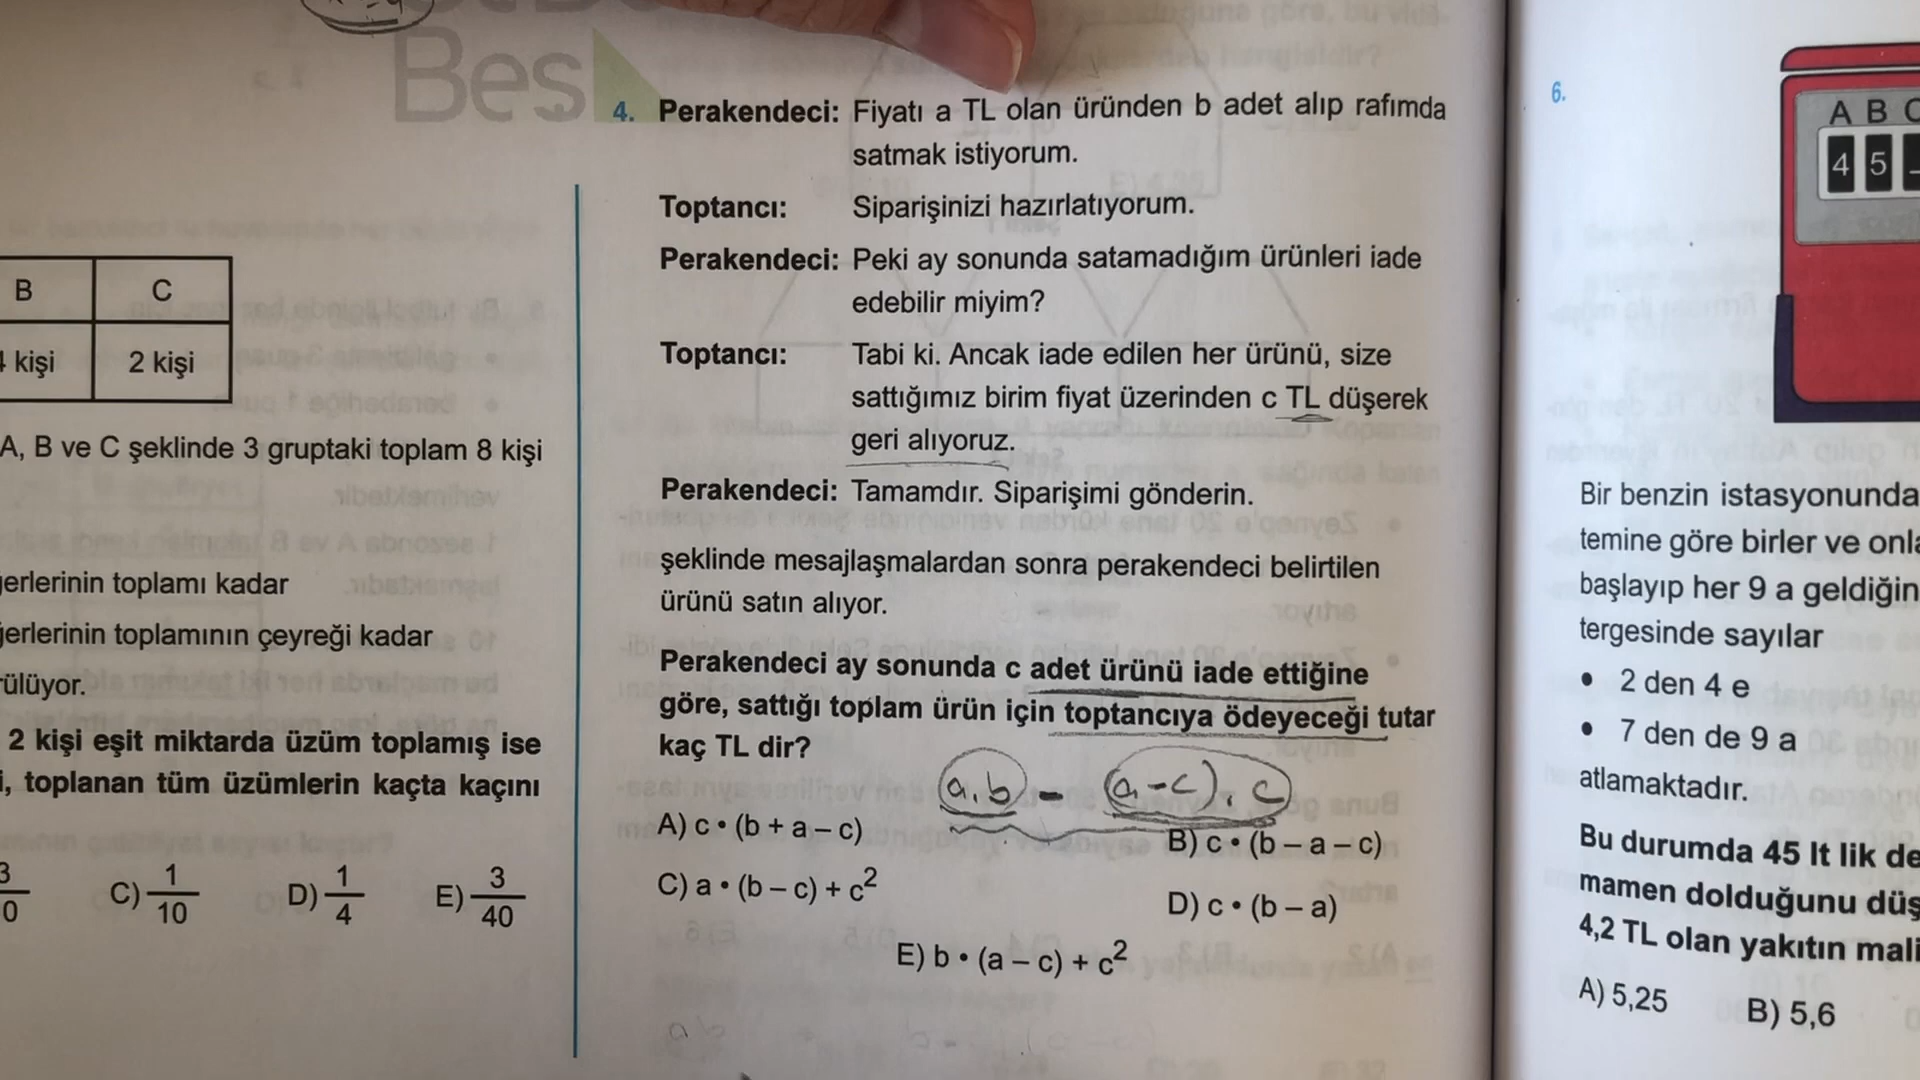 Bes
B C
kişi 2 kişi
A, B ve C şeklinde 3 gruptaki toplam 8 kişi
erlerinin toplamı kadar
erlerinin toplamının çeyreği kadar
rülüyor.
2 kişi eşit miktarda üzüm toplamış ise
i, toplanan tüm üzümlerin kaçta kaçını
3/0 C) 1/10 D) 1/4 E) 3/40
4. Perakendeci: Fiyatı a TL olan üründen b adet alıp rafımda
satmak istiyorum.
Toptancı: Siparişinizi hazırlatıyorum.
Perakendeci: Peki ay sonunda satamadığım ürünleri iade
edebilir miyim?
Toptancı: Tabi ki. Ancak iade edilen her ürünü, size
sattığımız birim fiyat üzerinden c TL düşerek
geri alıyoruz.
Perakendeci: Tamamdır. Siparişimi gönderin.
şeklinde mesajlaşmalardan sonra perakendeci belirtilen
ürünü satın alıyor.
Perakendeci ay sonunda c adet ürünü iade ettiğine
göre, sattığı toplam ürün için toptancıya ödeyeceği tutar
kaç TL dir?
a.b - (a-c).c
A) c • (b + a – c) B) c • (b – a – c)
C) a • (b – c) + c² D) c • (b – a)
E) b • (a – c) + c²
a b
6.
A B C
4 5
Bir benzin istasyonunda
temine göre birler ve onla
başlayıp her 9 a geldiğin
tergesinde sayılar
• 2 den 4 e
• 7 den de 9 a
atlamaktadır.
Bu durumda 45 lt lik de
mamen dolduğunu düş
4,2 TL olan yakıtın mali
A) 5,25 B) 5,6